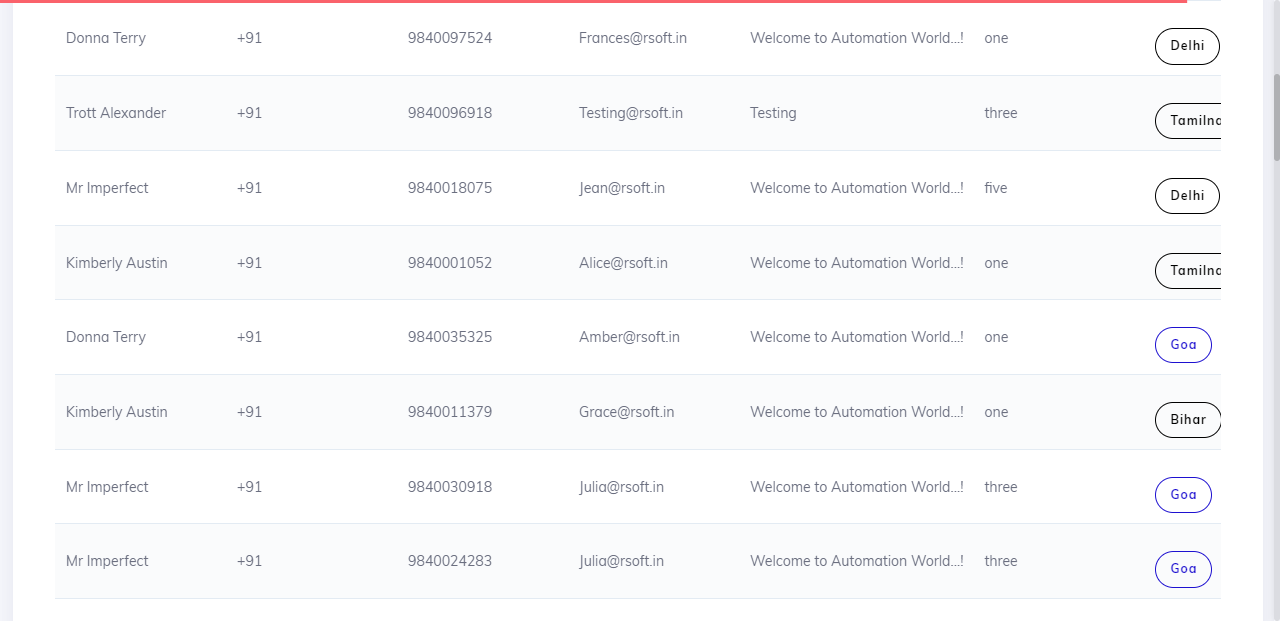 Donna Terry +91 9840097524 Frances@rsoft.in Welcome to Automation World...! one Delhi
Trott Alexander +91 9840096918 Testing@rsoft.in Testing three Tamilna
Mr Imperfect +91 9840018075 Jean@rsoft.in Welcome to Automation World...! five Delhi
Kimberly Austin +91 9840001052 Alice@rsoft.in Welcome to Automation World...! one Tamilna
Donna Terry +91 9840035325 Amber@rsoft.in Welcome to Automation World...! one Goa
Kimberly Austin +91 9840011379 Grace@rsoft.in Welcome to Automation World...! one Bihar
Mr Imperfect +91 9840030918 Julia@rsoft.in Welcome to Automation World...! three Goa
Mr Imperfect +91 9840024283 Julia@rsoft.in Welcome to Automation World...! three Goa